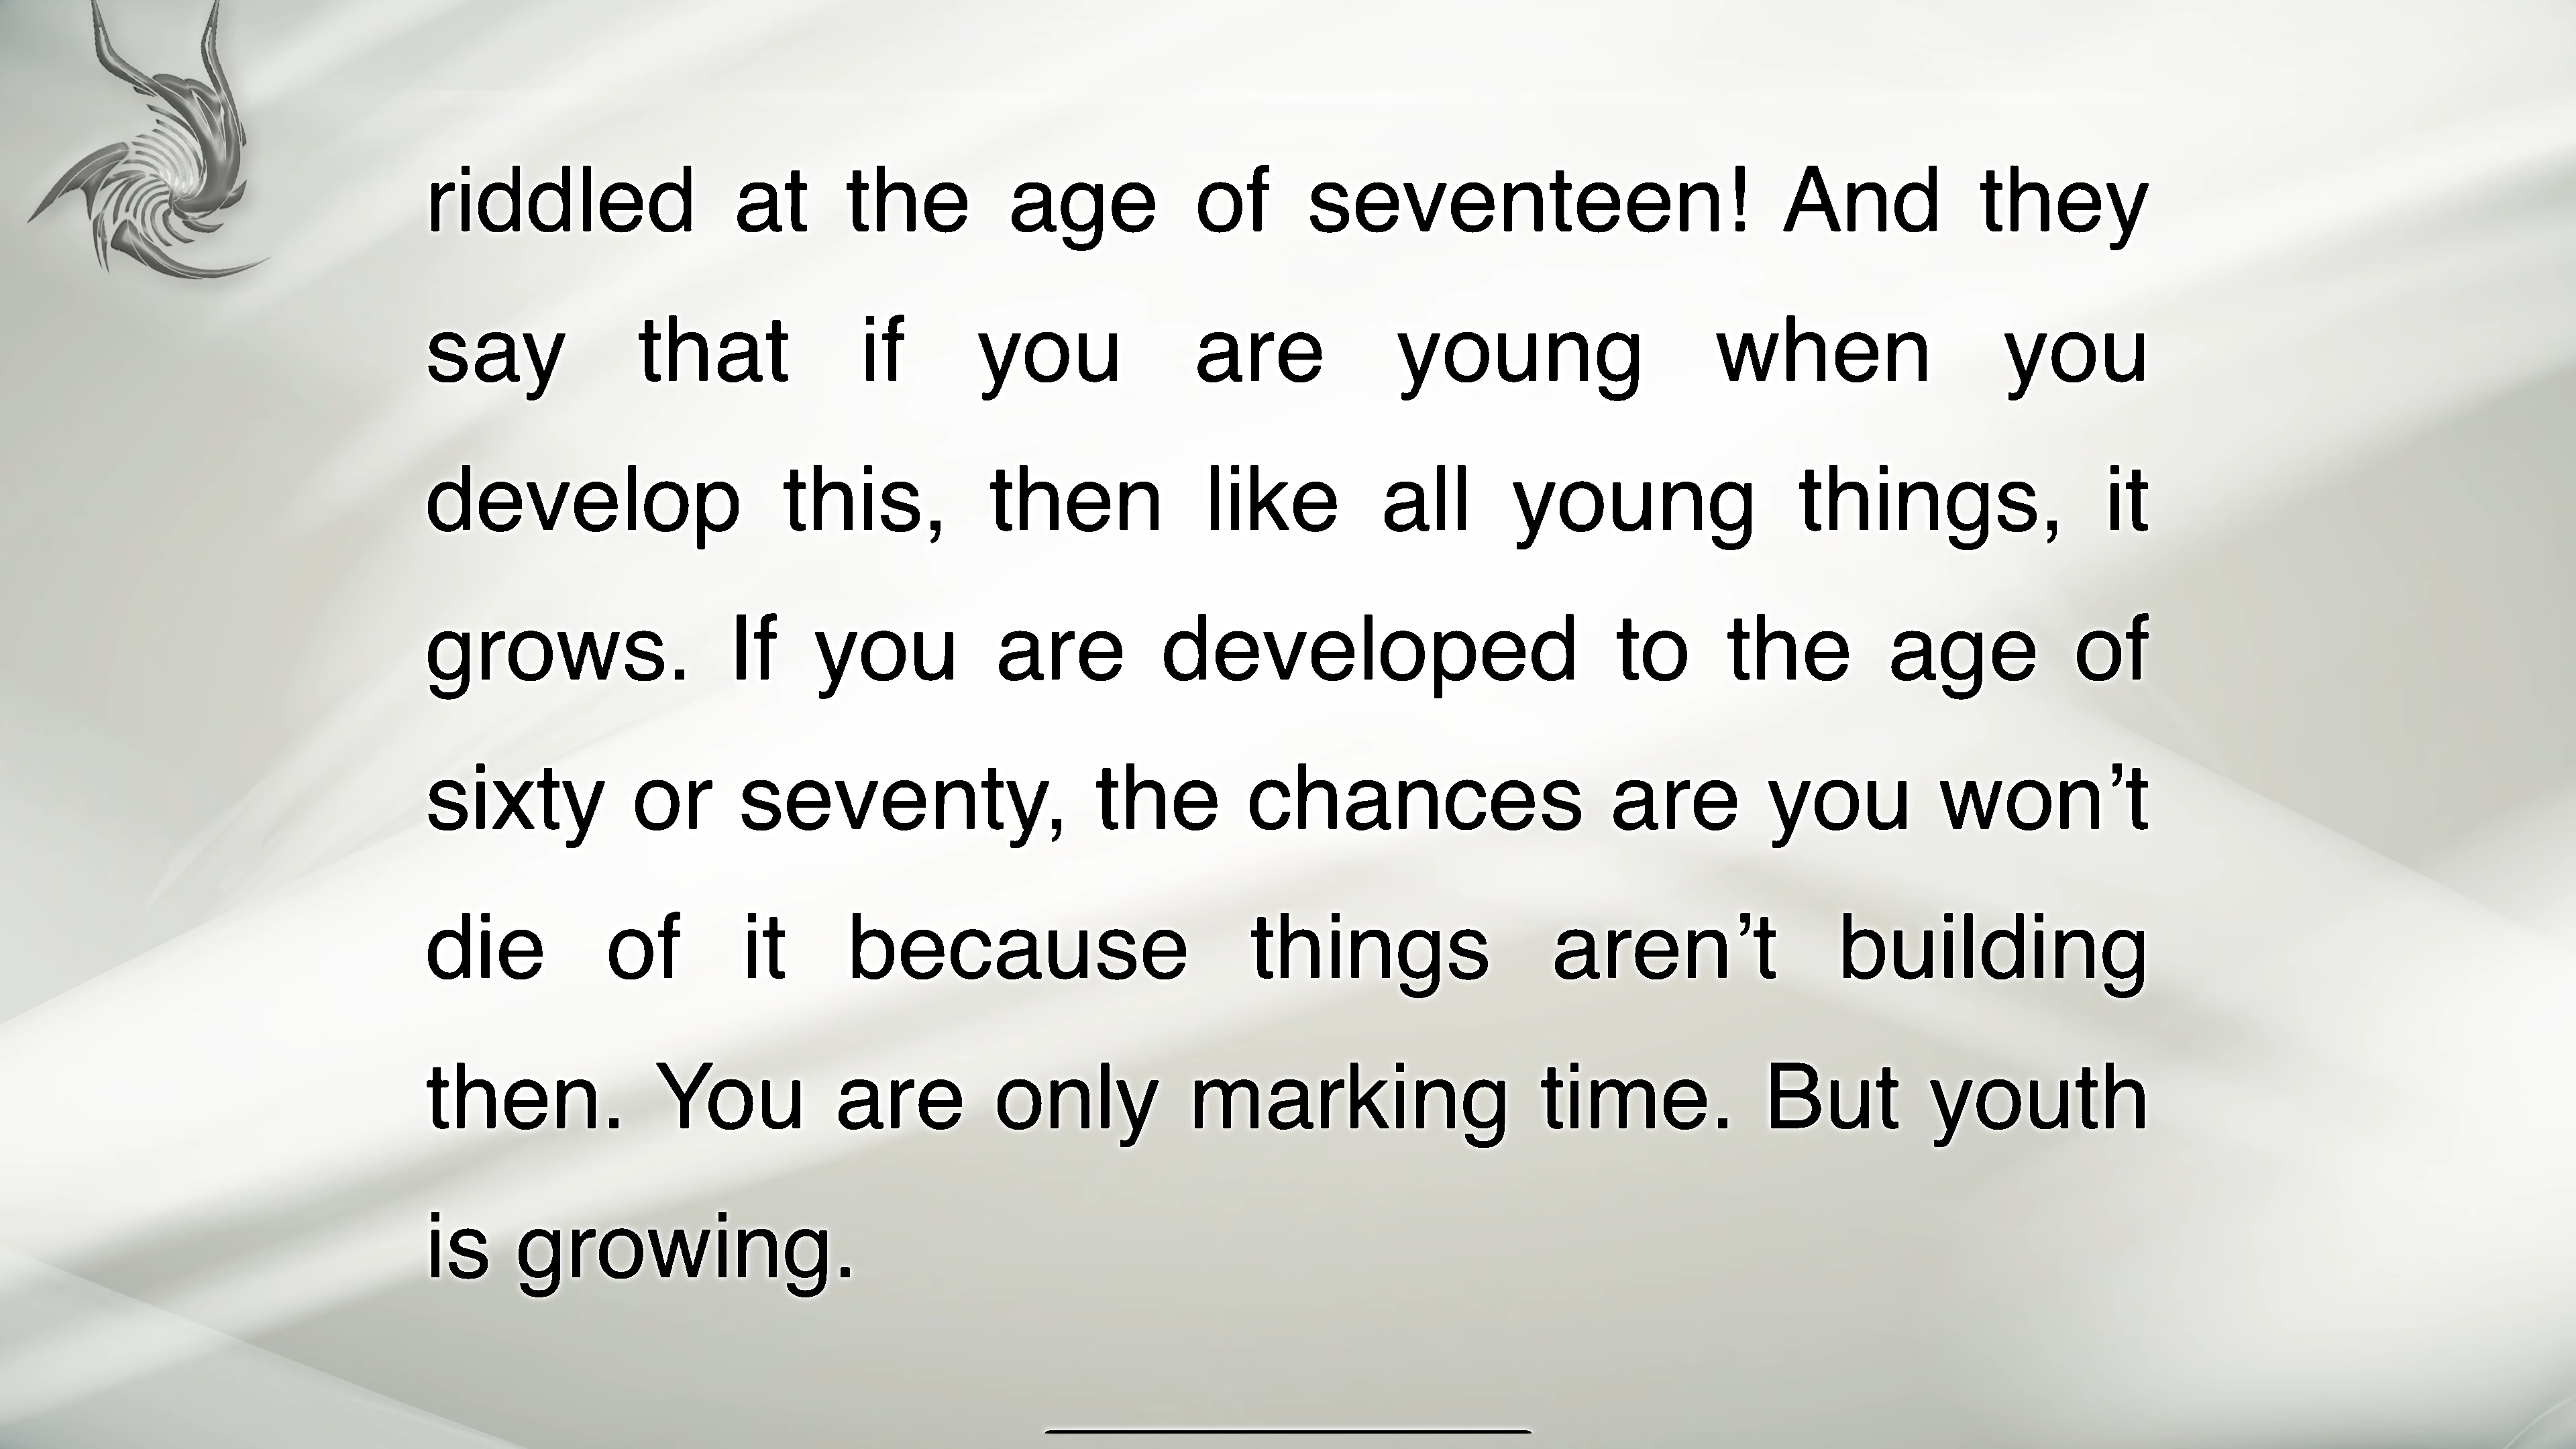 riddled at the age of seventeen! And they
say that if you are young when you
develop this, then like all young things, it
grows. If you are developed to the age of
sixty or seventy, the chances are you won’t
die of it because things aren’t building
then. You are only marking time. But youth
is growing.